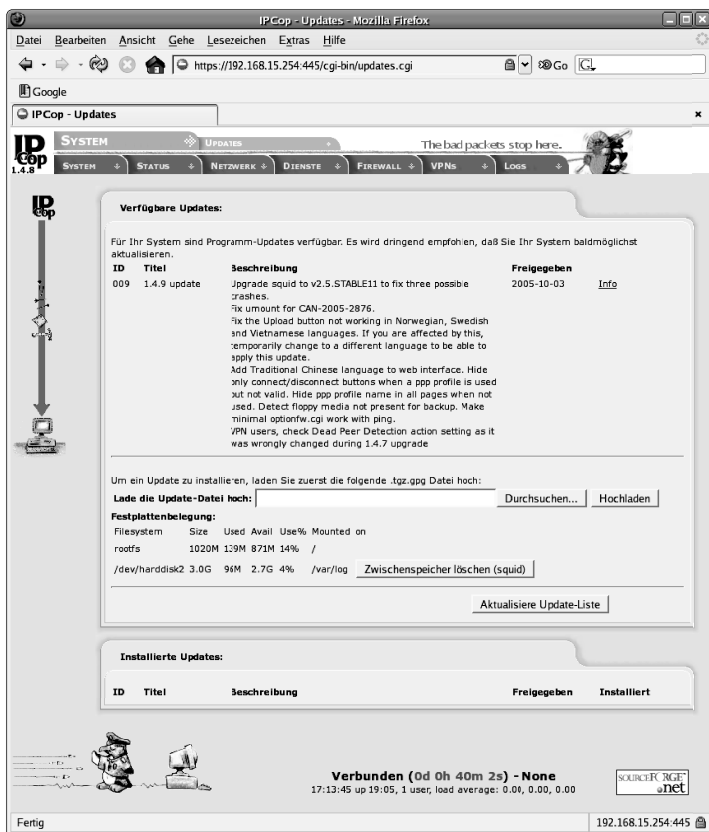 IPCop - Updates - Mozilla Firefox
Datei Bearbeiten Ansicht Gehe Lesezeichen Extras Hilfe
https://192.168.15.254:445/cgi-bin/updates.cgi Go G
Google
IPCop - Updates
IPCop SYSTEM UPDATES The bad packets stop here.
1.4.8 SYSTEM STATUS NETZWERK DIENSTE FIREWALL VPNS LOGS
IPCop
Verfügbare Updates:
Für Ihr System sind Programm-Updates verfügbar. Es wird dringend empfohlen, daß Sie Ihr System baldmöglichst
aktualisieren.
ID Titel Beschreibung Freigegeben
009 1.4.9 update Upgrade squid to v2.5.STABLE11 to fix three possible 2005-10-03 Info
crashes.
Fix umount for CAN-2005-2876.
Fix the Upload button not working in Norwegian, Swedish
and Vietnamese languages. If you are affected by this,
temporarily change to a different language to be able to
apply this update.
Add Traditional Chinese language to web interface. Hide
only connect/disconnect buttons when a ppp profile is used
but not valid. Hide ppp profile name in all pages when not
used. Detect floppy media not present for backup. Make
minimal optionfw.cgi work with ping.
VPN users, check Dead Peer Detection action setting as it
was wrongly changed during 1.4.7 upgrade
Um ein Update zu installieren, laden Sie zuerst die folgende .tgz.gpg Datei hoch:
Lade die Update-Datei hoch: Durchsuchen... Hochladen
Festplattenbelegung:
Filesystem Size Used Avail Use% Mounted on
rootfs 1020M 139M 871M 14% /
/dev/harddisk2 3.0G 96M 2.7G 4% /var/log Zwischenspeicher löschen (squid)
Aktualisiere Update-Liste
Installierte Updates:
ID Titel Beschreibung Freigegeben Installiert
Verbunden (0d 0h 40m 2s) - None
17:13:45 up 19:05, 1 user, load average: 0.00, 0.00, 0.00
SOURCEFORGE .net
Fertig 192.168.15.254:445